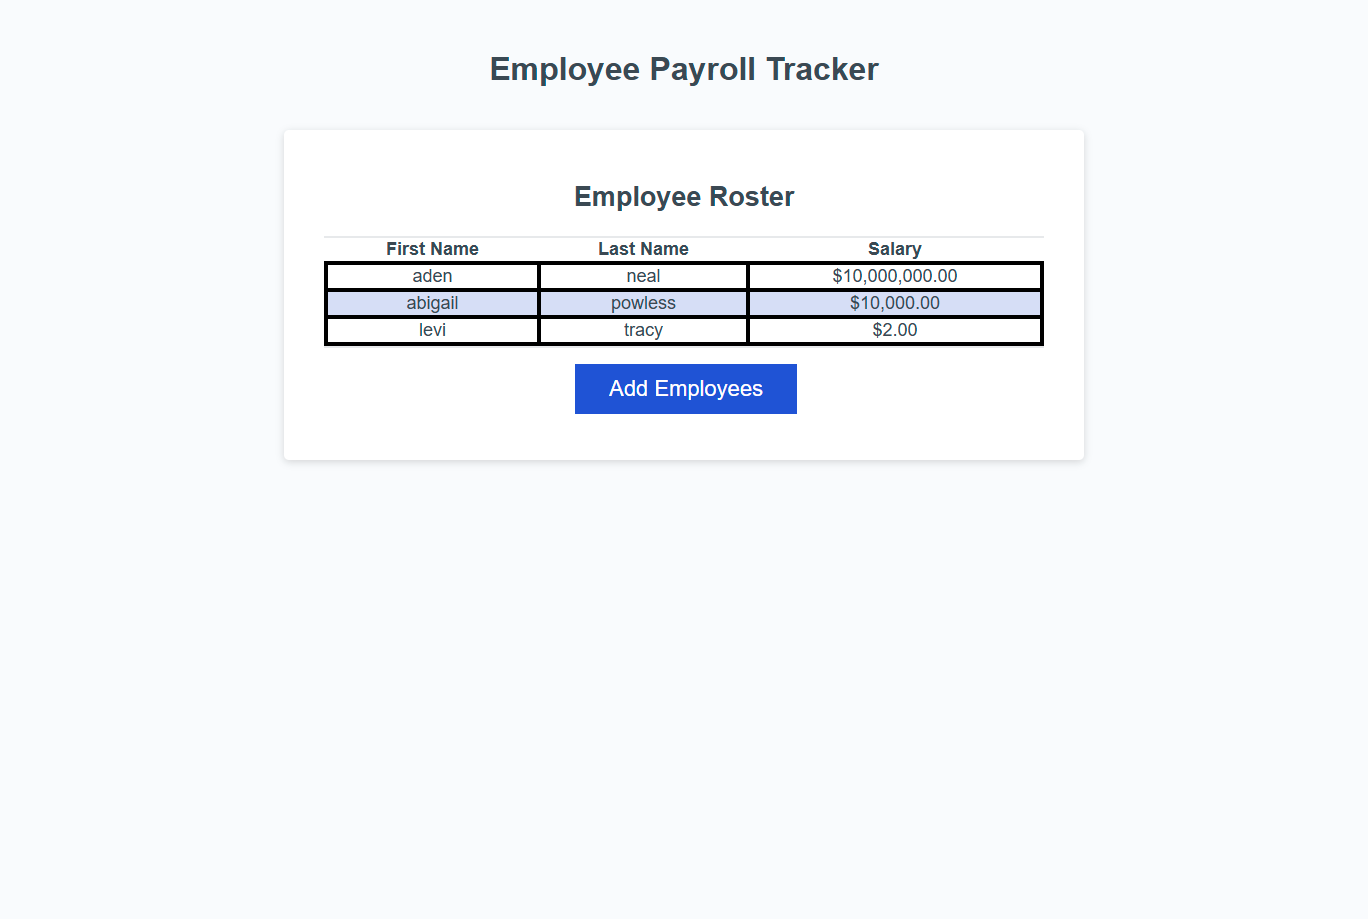 Employee Payroll Tracker
Employee Roster
First Name Last Name Salary
aden neal $10,000,000.00
abigail powless $10,000.00
levi tracy $2.00
Add Employees